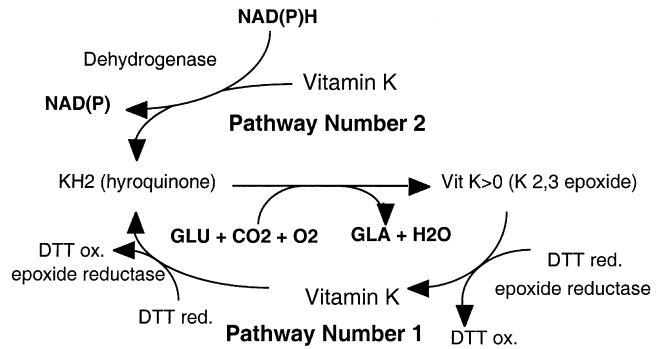 NAD(P)H
Dehydrogenase
Vitamin K
NAD(P)
Pathway Number 2
KH2 (hyroquinone)
Vit K>0 (K 2,3 epoxide)
GLU + CO2 + O2
GLA + H2O
DTT ox.
epoxide reductase
DTT red.
epoxide reductase
Vitamin K
DTT red.
Pathway Number 1
DTT ox.